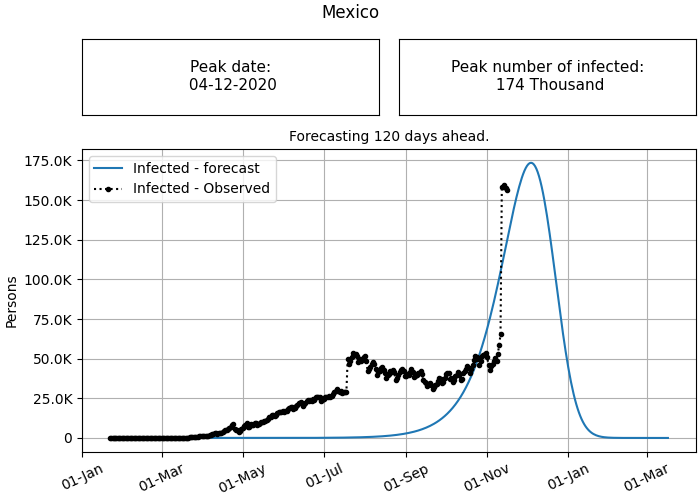 Mexico
Peak date:
04-12-2020
Peak number of infected:
174 Thousand
Forecasting 120 days ahead.
175.0K
150.0K
125.0K
100.0K
75.0K
50.0K
25.0K
0
Persons
Infected - forecast
Infected - Observed
01-Jan
01-Mar
01-May
01-Jul
01-Sep
01-Nov
01-Jan
01-Mar